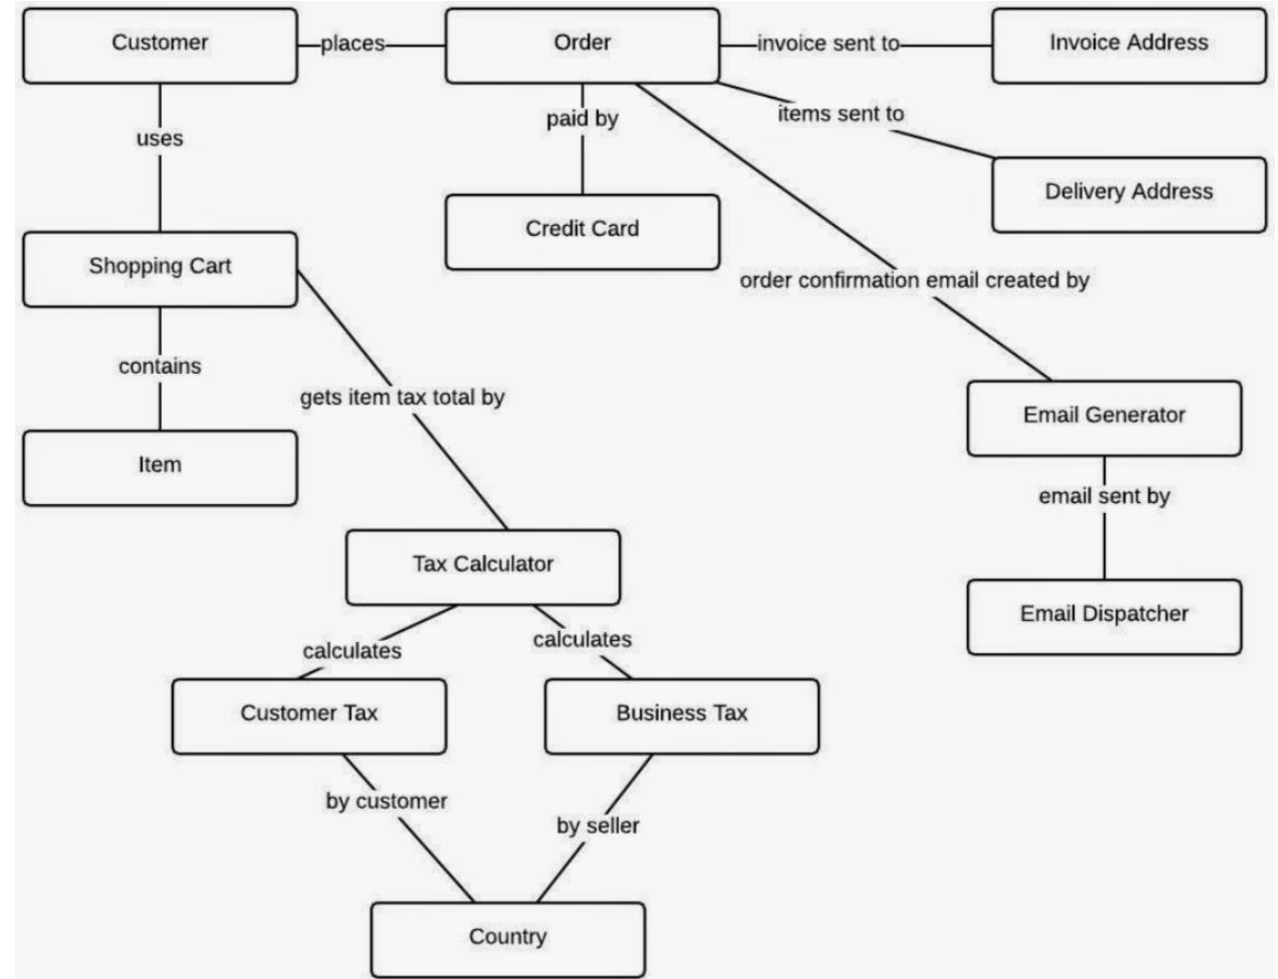 Customer
places
Order
invoice sent to
Invoice Address
paid by
items sent to
uses
Delivery Address
Credit Card
Shopping Cart
order confirmation email created by
contains
gets item tax total by
Email Generator
Item
email sent by
Tax Calculator
Email Dispatcher
calculates
calculates
Customer Tax
Business Tax
by customer
by seller
Country